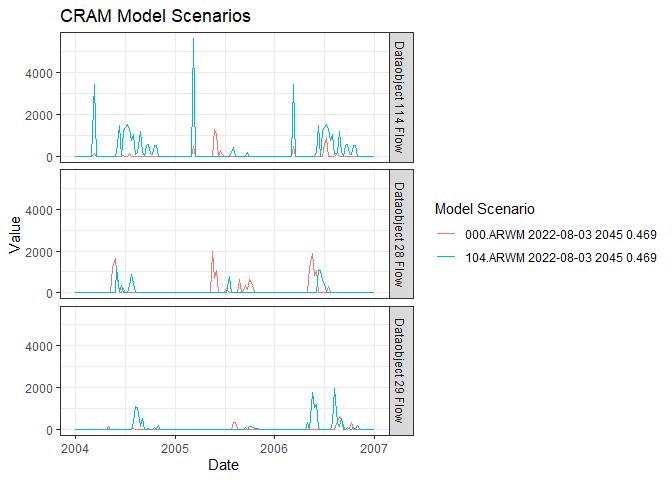 CRAM Model Scenarios
4000
2000
0
Dataobject 114 Flow
4000
2000
0
Dataobject 28 Flow
4000
2000
0
Dataobject 29 Flow
Value
2004
2005
2006
2007
Date
Model Scenario
000.ARWM 2022-08-03 2045 0.469
104.ARWM 2022-08-03 2045 0.469